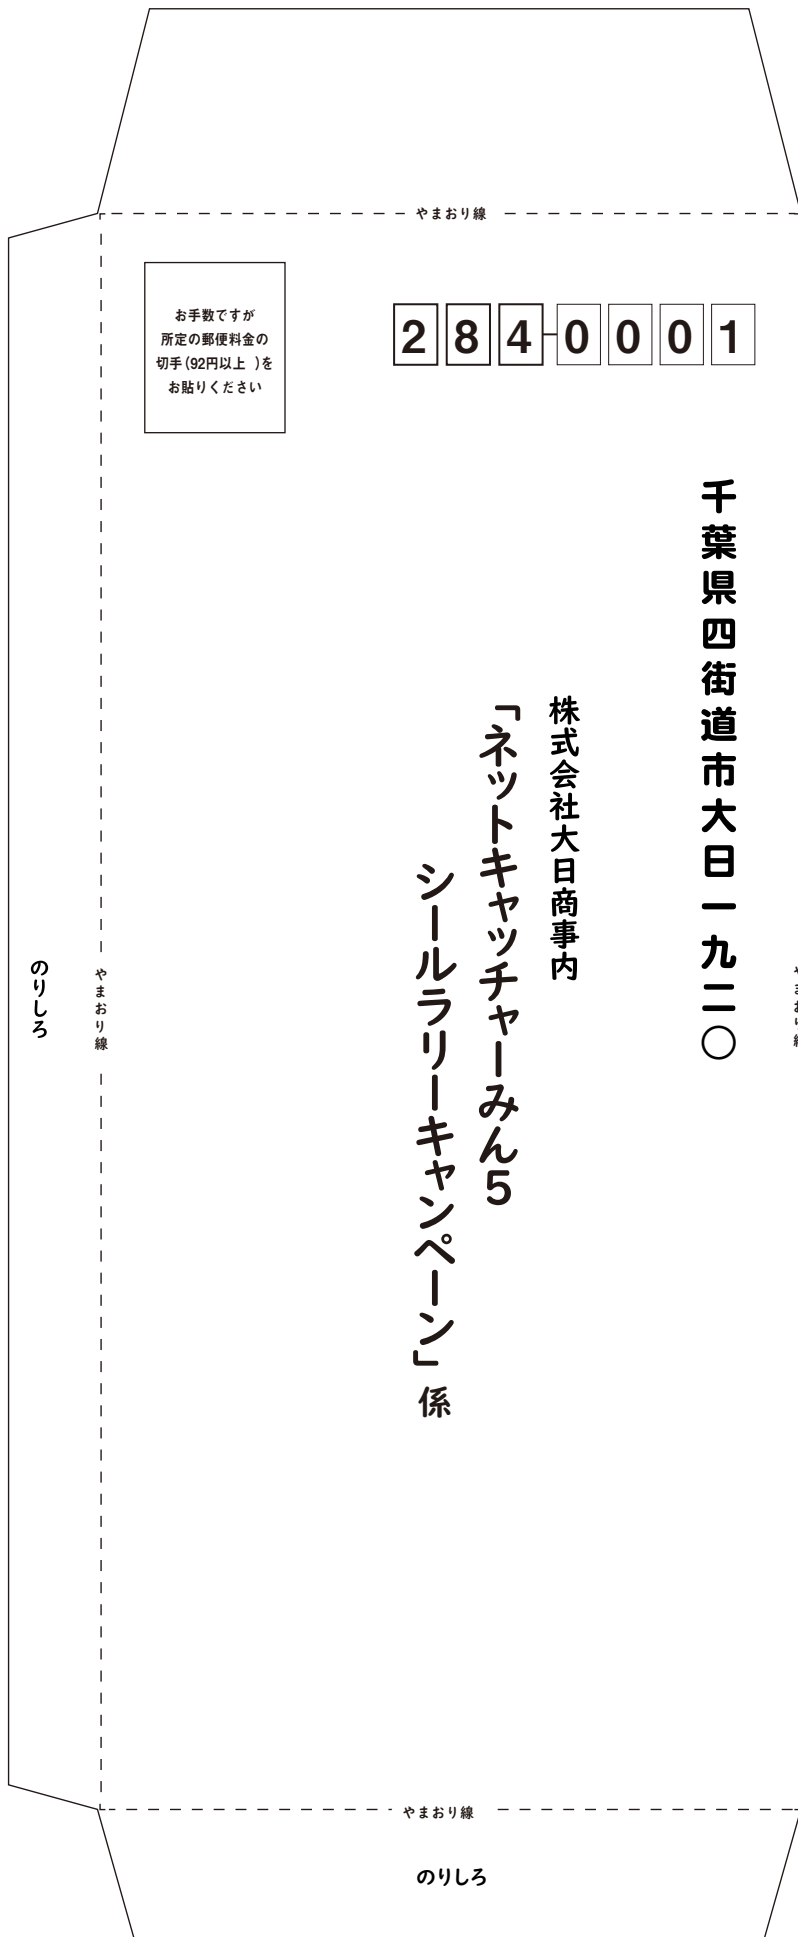 やまおり線
お手数ですが
所定の郵便料金の
切手(92円以上 )を
お貼りください
284-0001
千葉県四街道市大日一九二〇
株式会社大日商事内
「ネットキャッチャーみん5
シールラリーキャンペーン」係
のりしろ
やまおり線
やまおり線
やまおり線
のりしろ